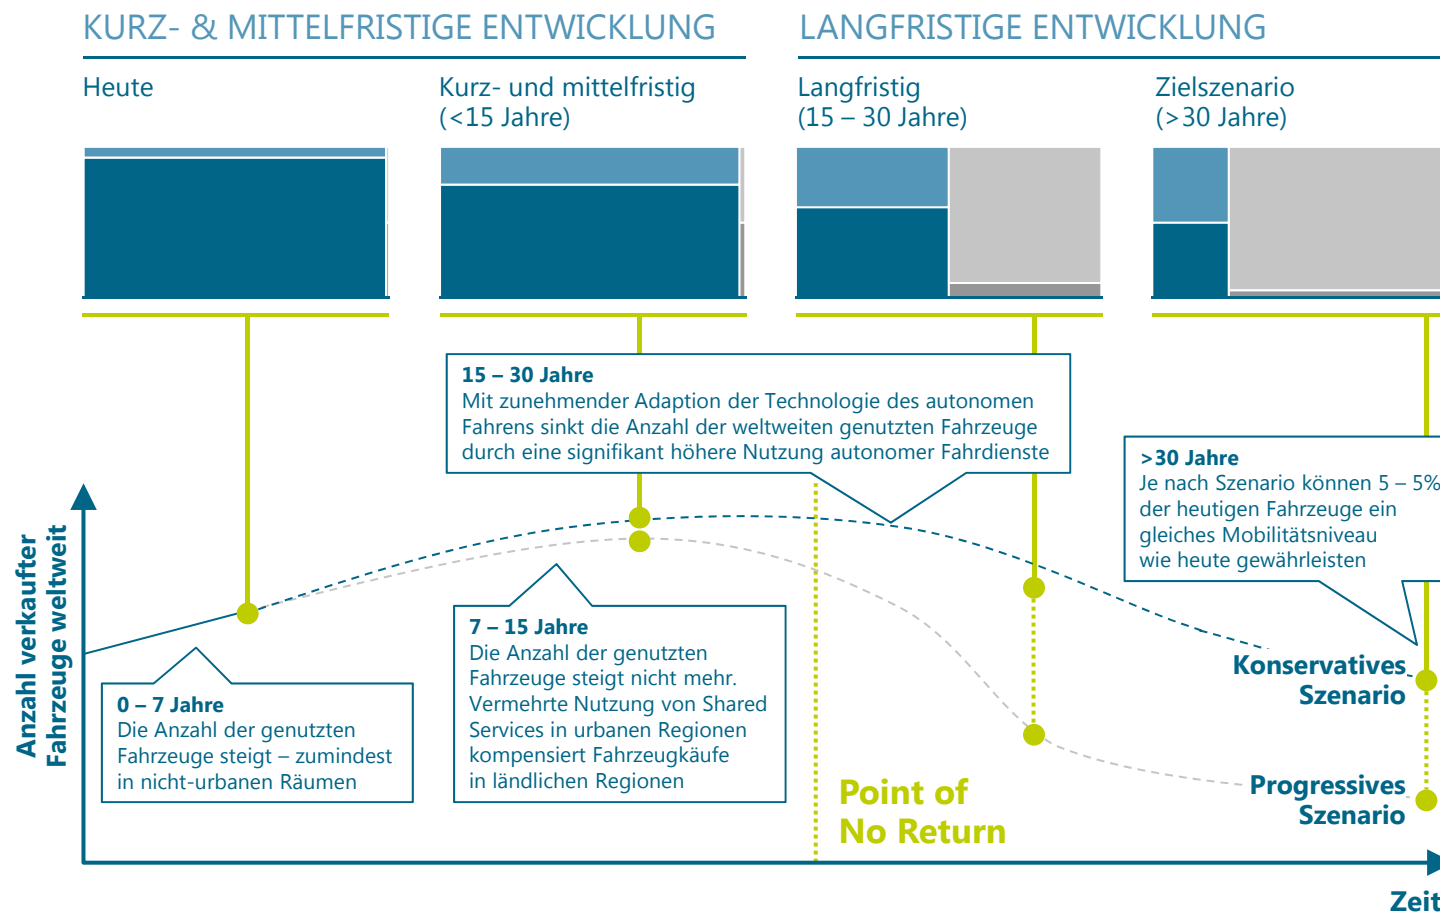 KURZ- & MITTELFRISTIGE ENTWICKLUNG
LANGFRISTIGE ENTWICKLUNG
Heute
Kurz- und mittelfristig
(<15 Jahre)
Langfristig
(15 – 30 Jahre)
Zielszenario
(>30 Jahre)
15 – 30 Jahre
Mit zunehmender Adaption der Technologie des autonomen
Fahrens sinkt die Anzahl der weltweiten genutzten Fahrzeuge
durch eine signifikant höhere Nutzung autonomer Fahrdienste
>30 Jahre
Je nach Szenario können 5 – 5%
der heutigen Fahrzeuge ein
gleiches Mobilitätsniveau
wie heute gewährleisten
Anzahl verkaufter
Fahrzeuge weltweit
7 – 15 Jahre
Die Anzahl der genutzten
Fahrzeuge steigt nicht mehr.
Vermehrte Nutzung von Shared
Services in urbanen Regionen
kompensiert Fahrzeugkäufe
in ländlichen Regionen
0 – 7 Jahre
Die Anzahl der genutzten
Fahrzeuge steigt – zumindest
in nicht-urbanen Räumen
Konservatives
Szenario
Point of
No Return
Progressives
Szenario
Zeit